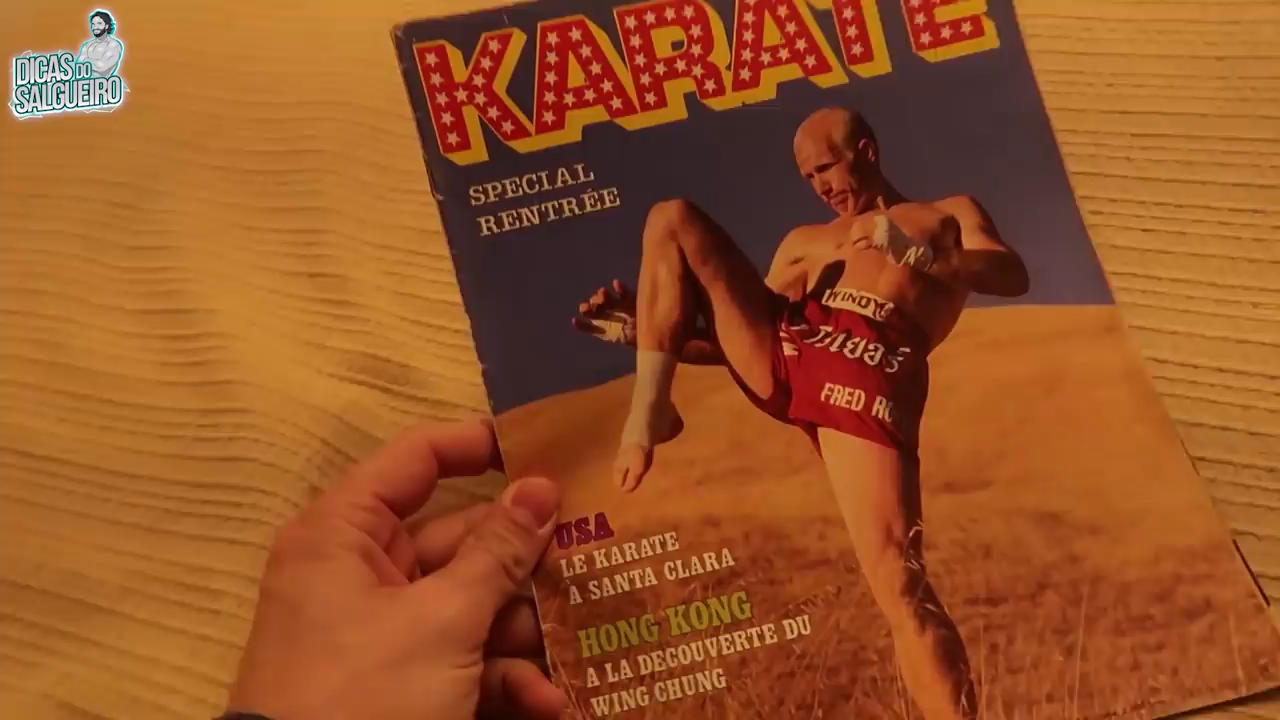 DICAS DO
SALGUEIRO
KARATE
SPECIAL
RENTRÉE
WINDY
FRED
USA
LE KARATE
À SANTA CLARA
HONG KONG
A LA DECOUVERTE DU
WING CHUNG